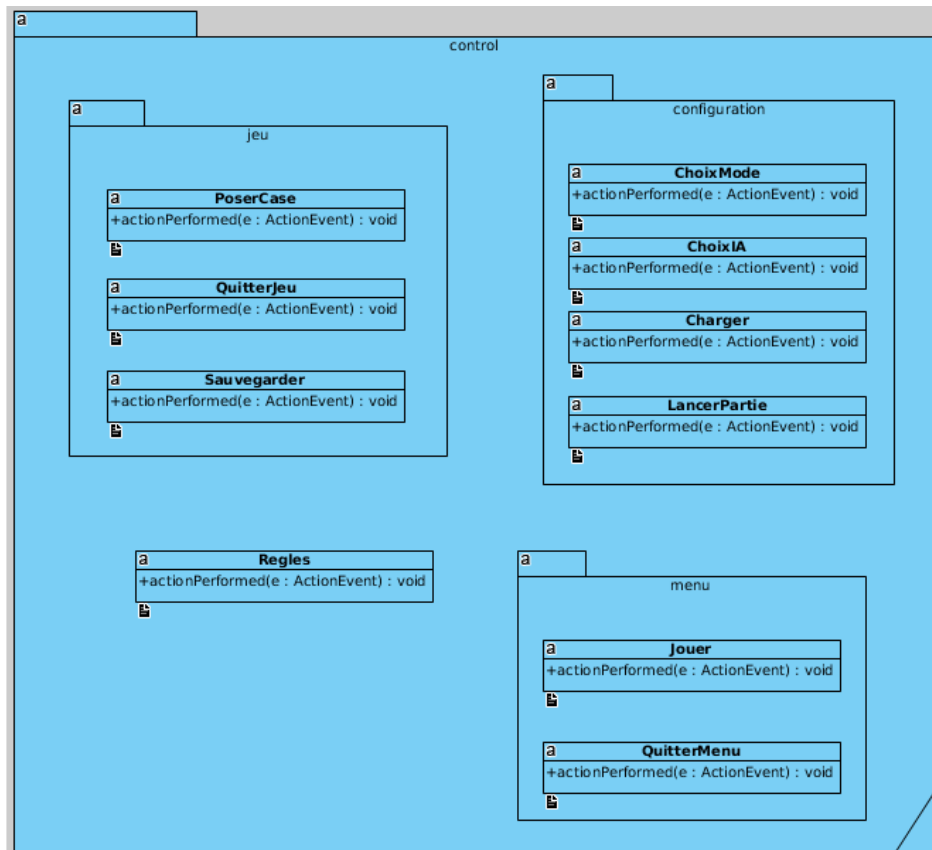 a
control
a
jeu
a
PoserCase
+actionPerformed(e : ActionEvent) : void
a
QuitterJeu
+actionPerformed(e : ActionEvent) : void
a
Sauvegarder
+actionPerformed(e : ActionEvent) : void
a
configuration
a
ChoixMode
+actionPerformed(e : ActionEvent) : void
a
ChoixIA
+actionPerformed(e : ActionEvent) : void
a
Charger
+actionPerformed(e : ActionEvent) : void
a
LancerPartie
+actionPerformed(e : ActionEvent) : void
a
Regles
+actionPerformed(e : ActionEvent) : void
a
menu
a
Jouer
+actionPerformed(e : ActionEvent) : void
a
QuitterMenu
+actionPerformed(e : ActionEvent) : void